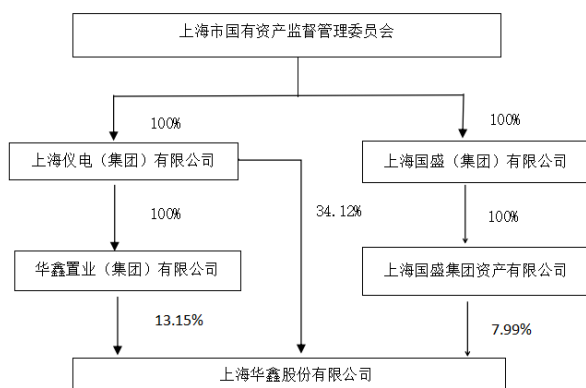 上海市国有资产监督管理委员会
100%
100%
上海仪电（集团）有限公司
上海国盛（集团）有限公司
100%
34.12%
100%
华鑫置业（集团）有限公司
上海国盛集团资产有限公司
13.15%
7.99%
上海华鑫股份有限公司